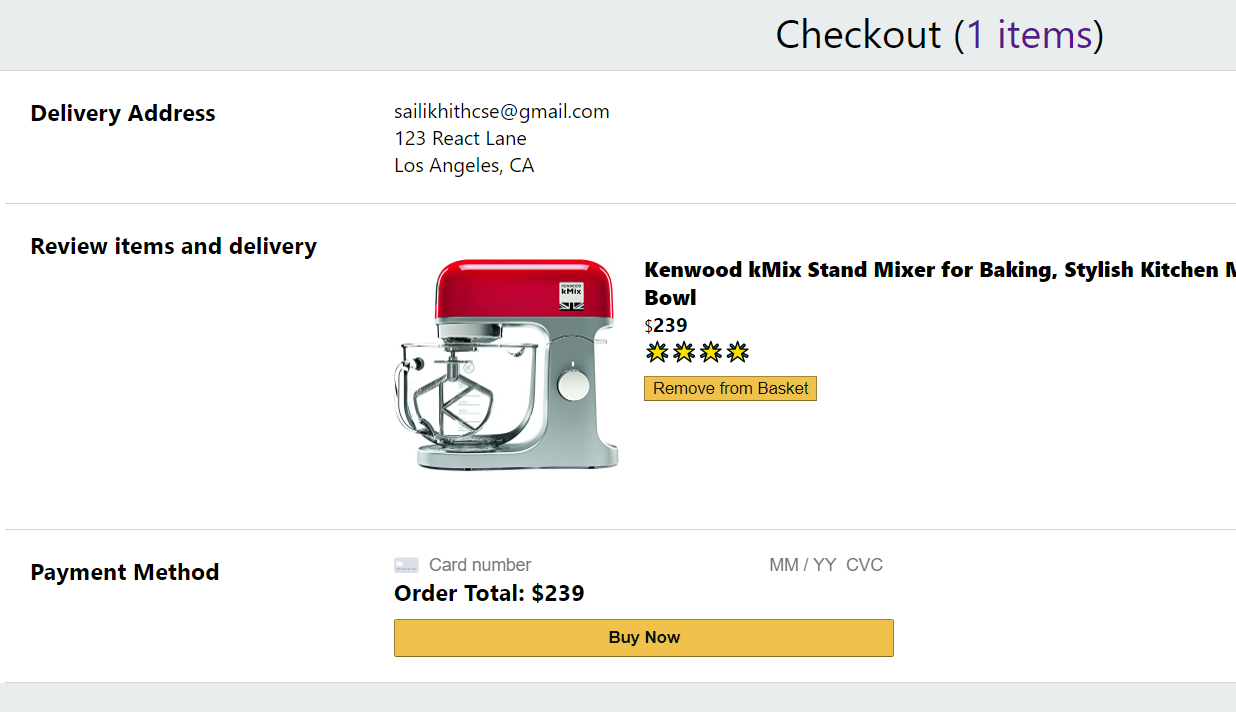 Checkout (1 items)
Delivery Address
sailikhithcse@gmail.com
123 React Lane
Los Angeles, CA
Review items and delivery
KENWOOD
kMix
Kenwood kMix Stand Mixer for Baking, Stylish Kitchen
Bowl
$239
Remove from Basket
Payment Method
Card number
MM / YY CVC
Order Total: $239
Buy Now